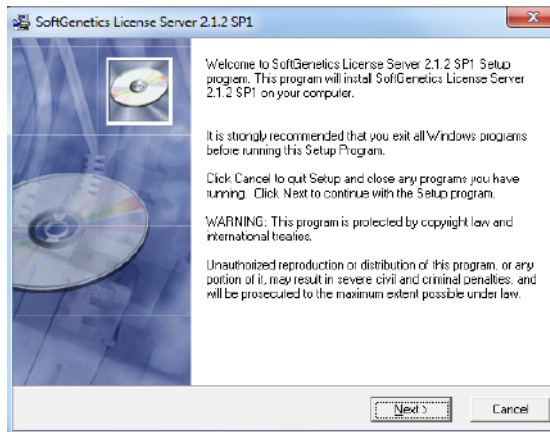 SoftGenetics License Server 2.1.2 SP1
Welcome to SoftGenetics License Server 2.1.2 SP1 Setup
program. This program will install SoftGenetics License Server
2.1.2 SP1 on your computer.
It is strongly recommended that you exit all Windows programs
before running this Setup Program.
Click Cancel to quit Setup and close any programs you have
running. Click Next to continue with the Setup program.
WARNING: This program is protected by copyright law and
international treaties.
Unauthorized reproduction or distribution of this program, or any
portion of it, may result in severe civil and criminal penalties, and
will be prosecuted to the maximum extent possible under law.
Next > Cancel